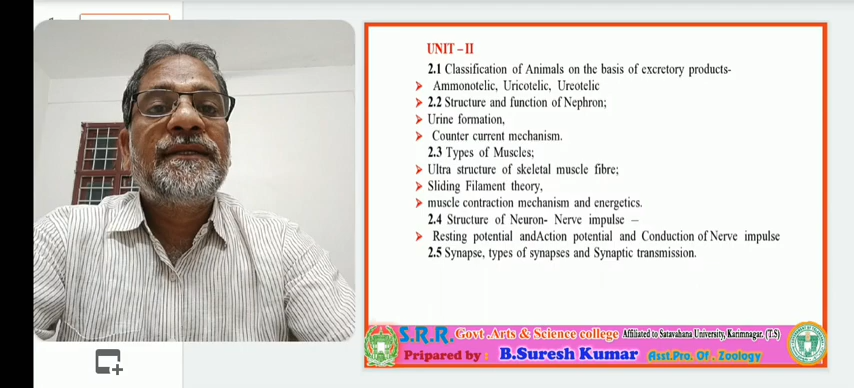 UNIT – II
2.1 Classification of Animals on the basis of excretory products-
Ammonotelic, Uricotelic, Ureotelic
2.2 Structure and function of Nephron;
Urine formation,
Counter current mechanism.
2.3 Types of Muscles;
Ultra structure of skeletal muscle fibre;
Sliding Filament theory,
muscle contraction mechanism and energetics.
2.4 Structure of Neuron- Nerve impulse –
Resting potential andAction potential and Conduction of Nerve impulse
2.5 Synapse, types of synapses and Synaptic transmission.
S.R.R. Govt .Arts & Science college Affiliated to Satavahana University, Karimnagar. (T.S)
Pripared by : B.Suresh Kumar Asst.Pro. Of . Zoology